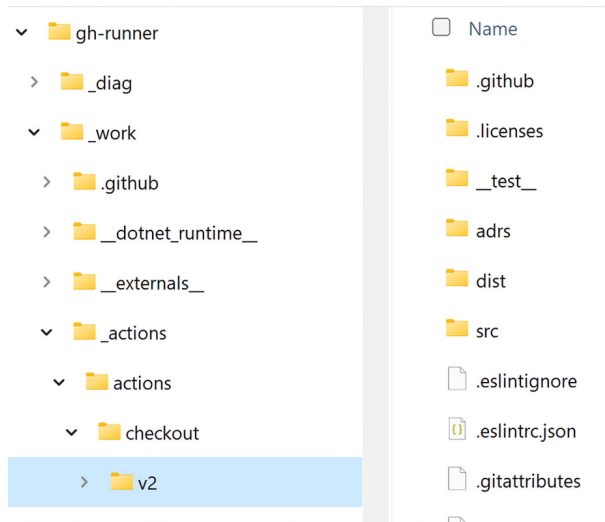 gh-runner
_diag
_work
.github
__dotnet_runtime__
__externals__
_actions
actions
checkout
v2
Name
.github
.licenses
__test__
adrs
dist
src
.eslintignore
.eslintrc.json
.gitattributes